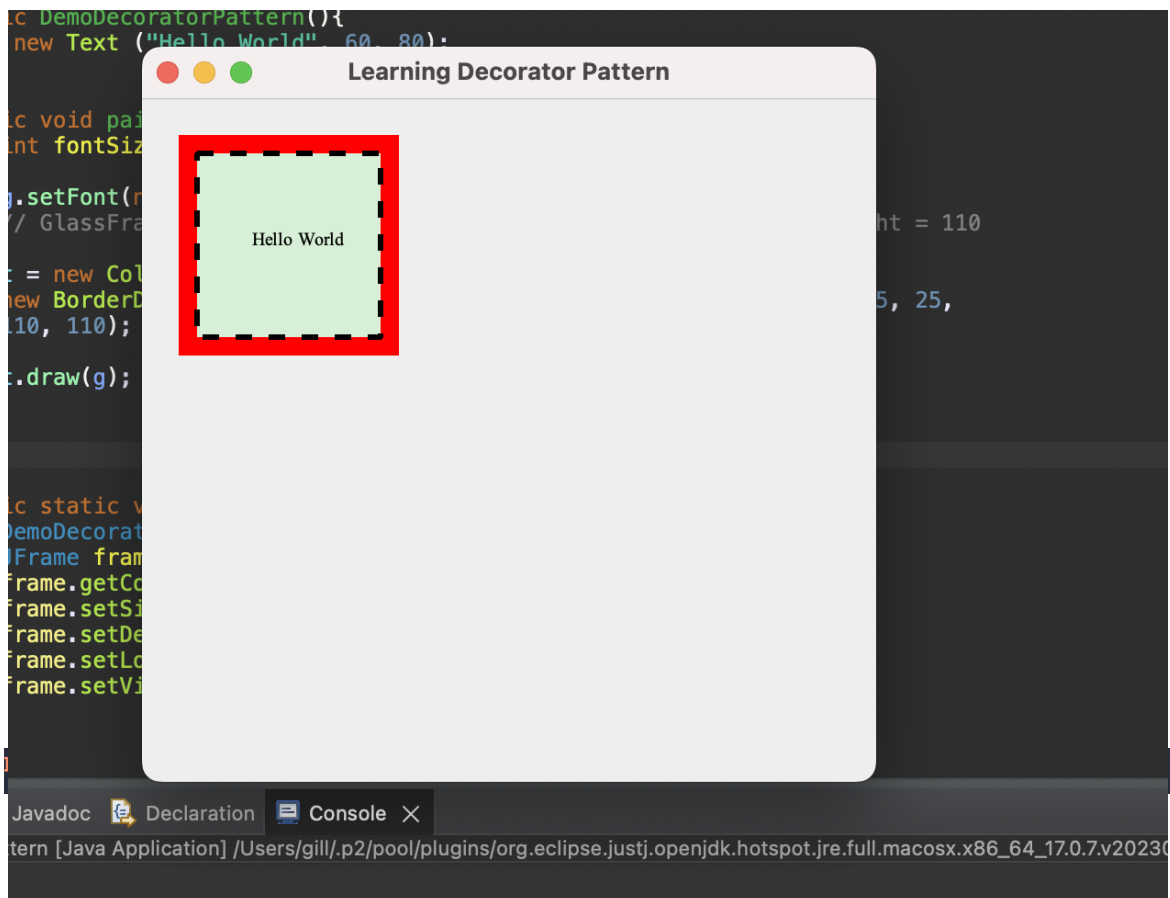 ic DemoDecoratorPattern(){
new Text ("Hello World", 60, 80);
Learning Decorator Pattern
ic void pai
int fontSiz
g.setFont(
// GlassFra
ht = 110
Hello World
t = new Col
new BorderD
5, 25,
110, 110);
t.draw(g);
ic static v
DemoDecorat
JFrame fram
frame.getCo
frame.setSi
frame.setDe
frame.setLo
frame.setVi
Javadoc Declaration Console
tern [Java Application] /Users/gill/.p2/pool/plugins/org.eclipse.justj.openjdk.hotspot.jre.full.macosx.x86_64_17.0.7.v2023